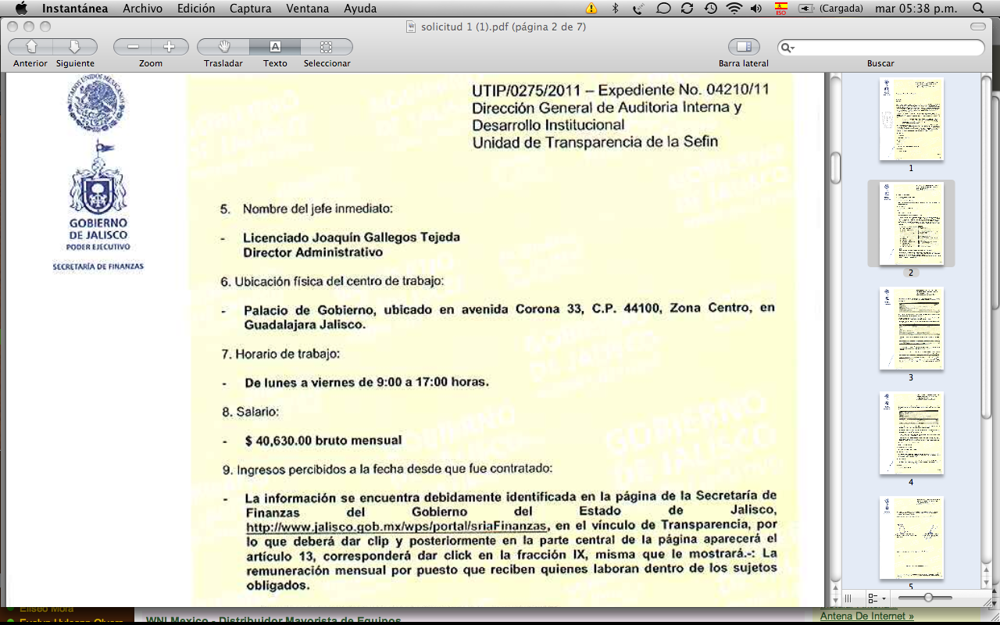 Instantánea Archivo Edición Captura Ventana Ayuda ISO (Cargada) mar 05:38 p.m.
solicitud 1 (1).pdf (página 2 de 7)
Anterior Siguiente Zoom Trasladar Texto Seleccionar Barra lateral Buscar
ESTADOS UNIDOS MEXICANOS
GOBIERNO
DE JALISCO
PODER EJECUTIVO
SECRETARÍA DE FINANZAS
UTIP/0275/2011 – Expediente No. 04210/11
Dirección General de Auditoria Interna y
Desarrollo Institucional
Unidad de Transparencia de la Sefin
5. Nombre del jefe inmediato:
- Licenciado Joaquín Gallegos Tejeda
Director Administrativo
6. Ubicación física del centro de trabajo:
- Palacio de Gobierno, ubicado en avenida Corona 33, C.P. 44100, Zona Centro, en
Guadalajara Jalisco.
7. Horario de trabajo:
- De lunes a viernes de 9:00 a 17:00 horas.
8. Salario:
- $ 40,630.00 bruto mensual
9. Ingresos percibidos a la fecha desde que fue contratado:
- La información se encuentra debidamente identificada en la página de la Secretaría de
Finanzas del Gobierno del Estado de Jalisco,
http://www.jalisco.gob.mx/wps/portal/sriaFinanzas, en el vínculo de Transparencia, por
lo que deberá dar clip y posteriormente en la parte central de la página aparecerá el
artículo 13, corresponderá dar click en la fracción IX, misma que le mostrará.-: La
remuneración mensual por puesto que reciben quienes laboran dentro de los sujetos
obligados.
GOBIERNO
DE JALISCO
1
2
3
4
5
Eliseo Mora
WNI Mexico - Distribuidor Mayorista de Equipos
Antena De Internet »